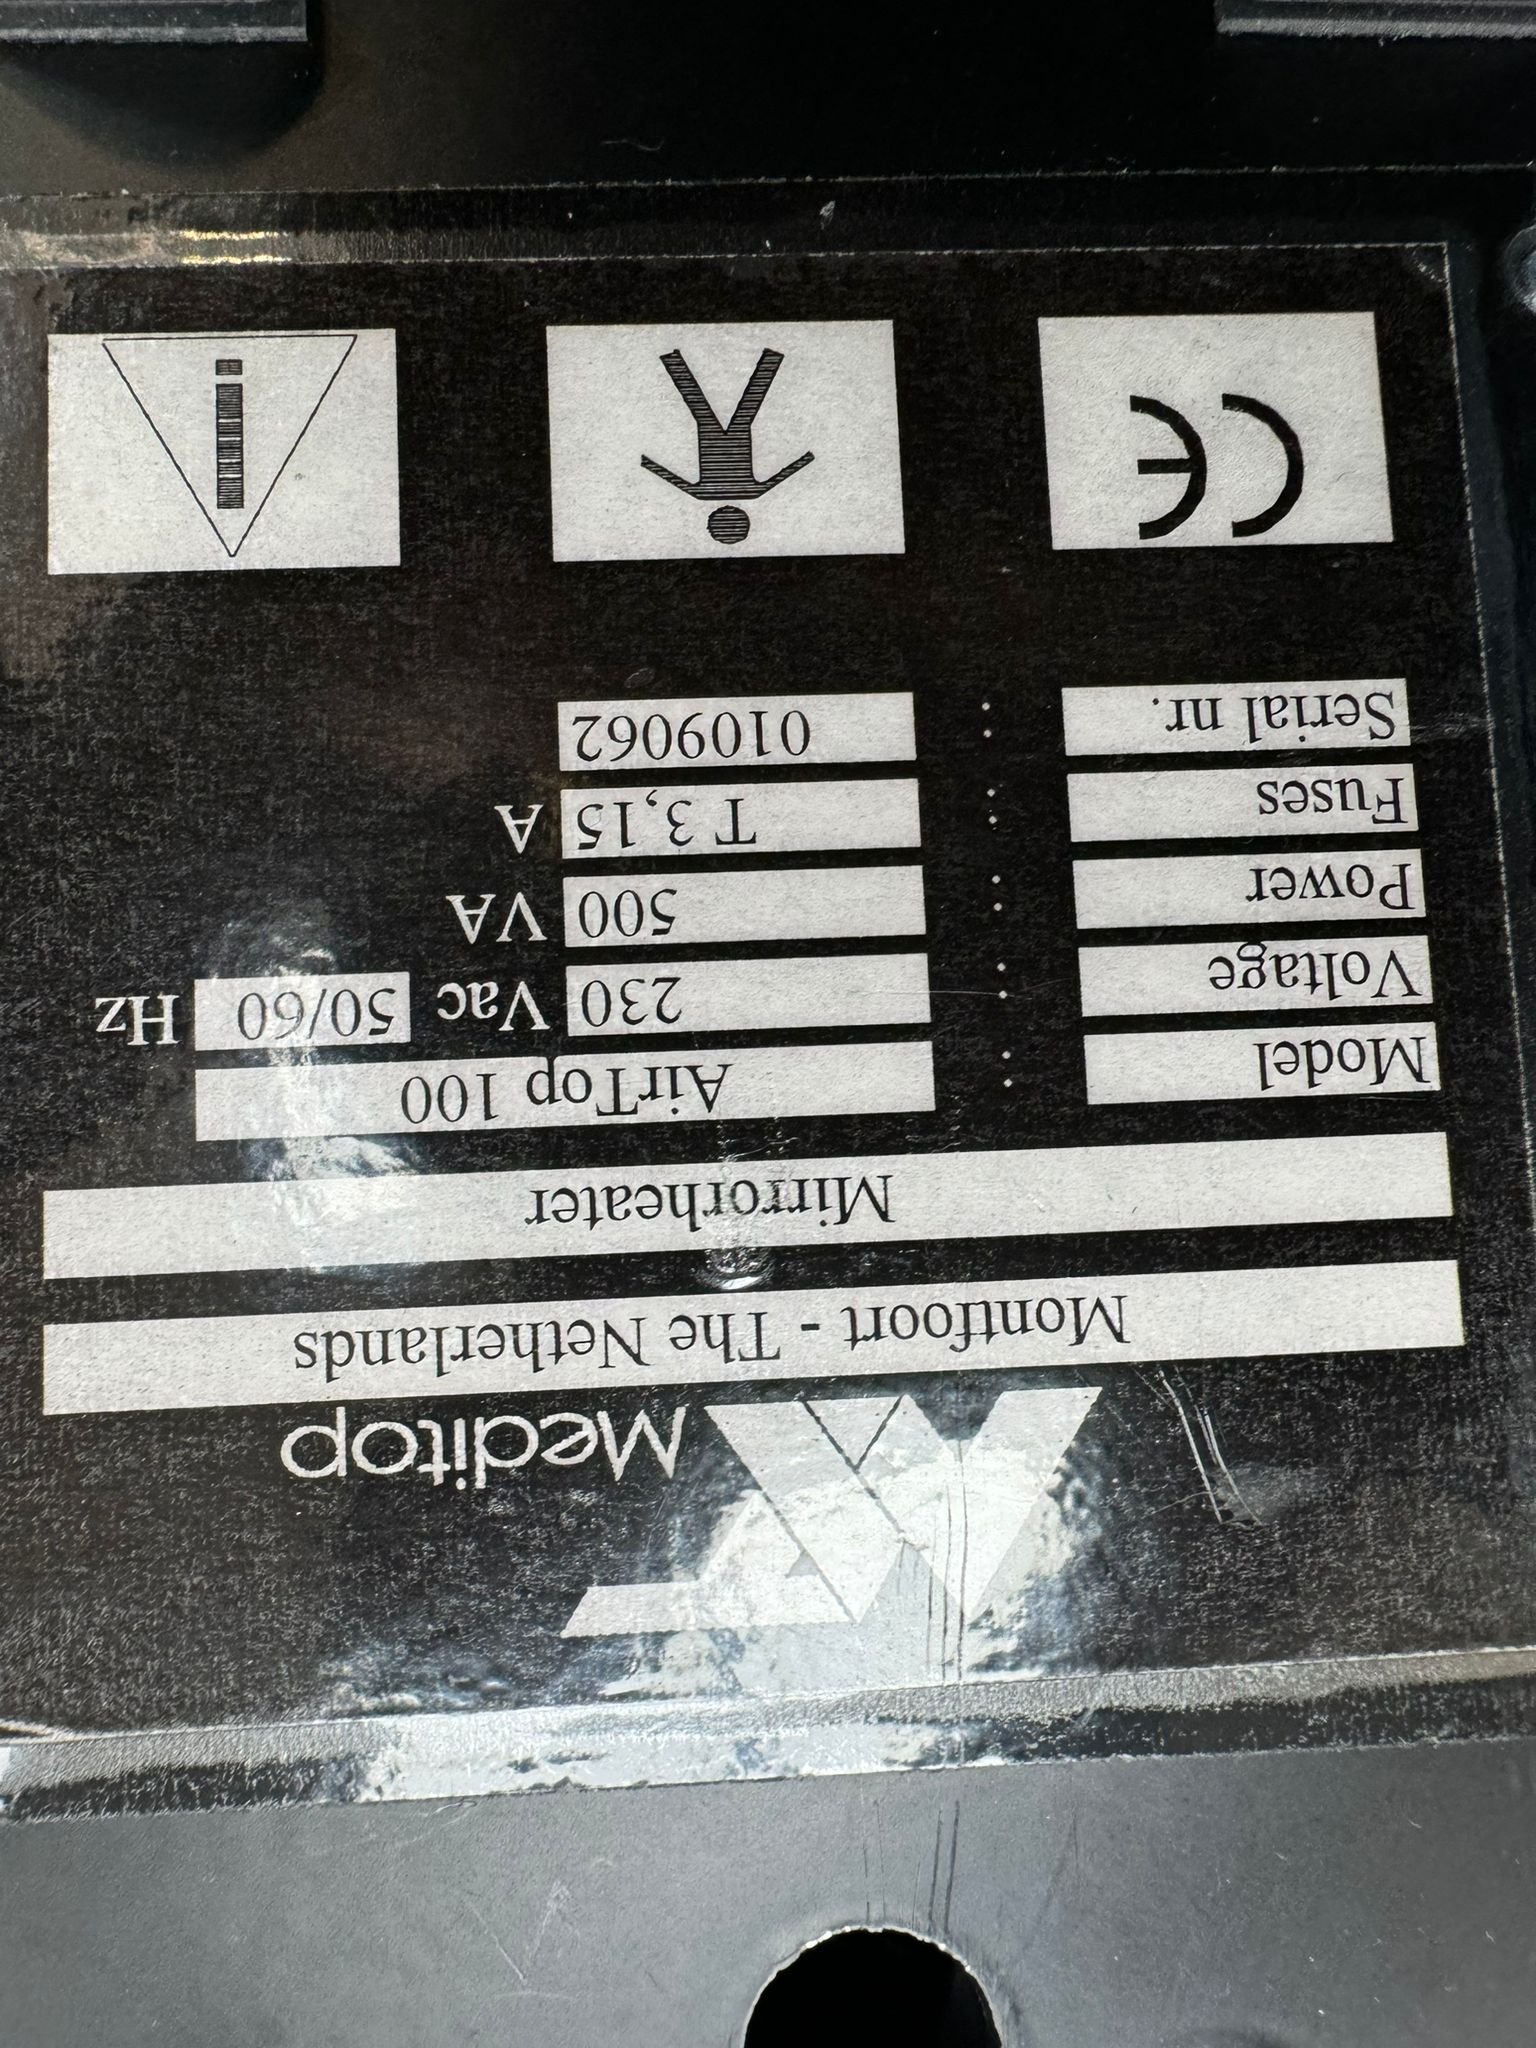 Meditop
Montfoort - The Netherlands
Mirrorheater
Model : AirTop 100
Voltage : 230 Vac 50/60 Hz
Power : 500 VA
Fuses : T 3,15 A
Serial nr. : 0109062
CE
i